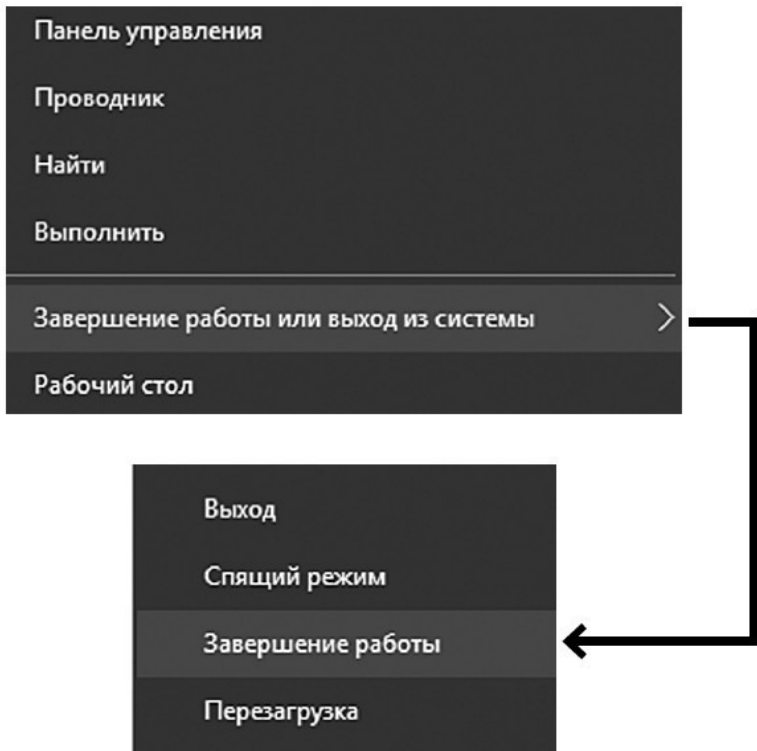 Панель управления
Проводник
Найти
Выполнить
Завершение работы или выход из системы
Рабочий стол
Выход
Спящий режим
Завершение работы
Перезагрузка